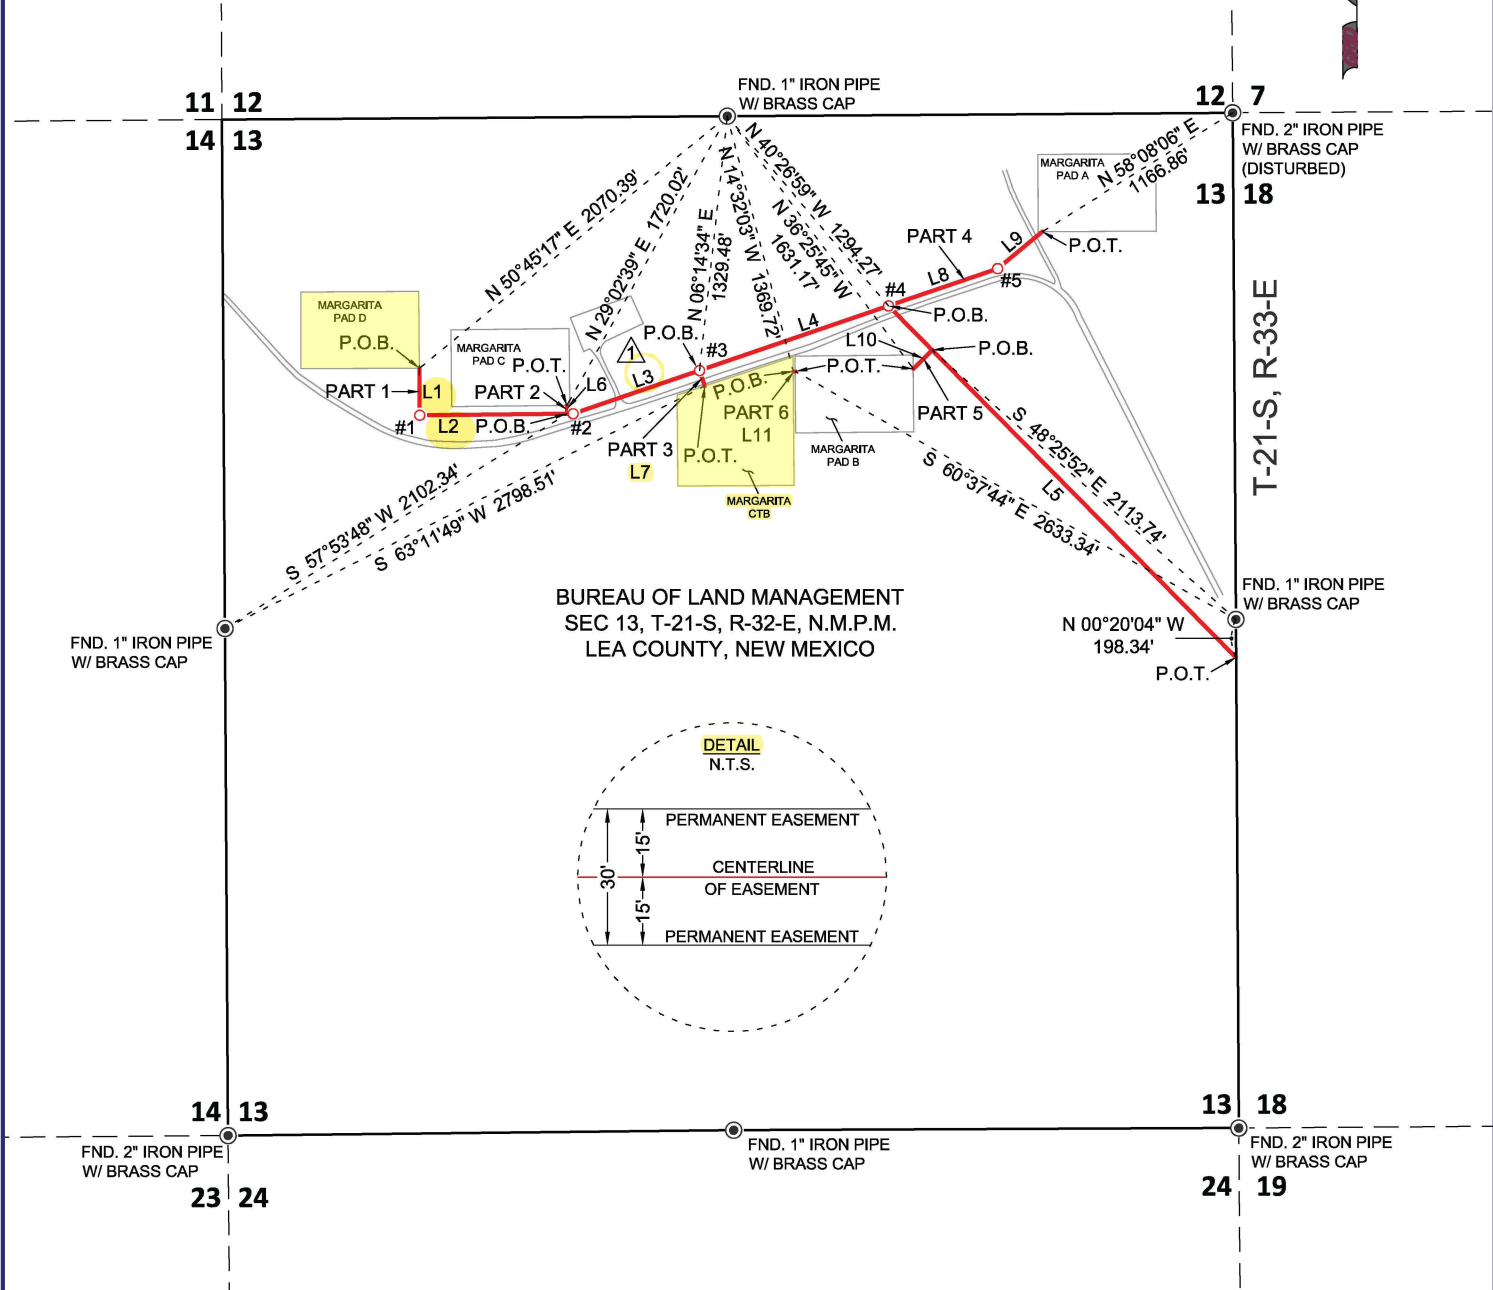 FND. 1" IRON PIPE
W/ BRASS CAP
11 12
14 13
12 7
13 18
FND. 2" IRON PIPE
W/ BRASS CAP
(DISTURBED)
N 50°45'17" E 2070.39'
N 29°02'39" E 1720.02'
N 06°14'34" E
1329.48'
N 14°32'03" W 1369.72'
N 40°26'59" W 1294.27'
N 36°25'45" W
1631.17'
N 58°08'06" E
1166.86'
MARGARITA
PAD A
P.O.T.
PART 4
L9
L8
#5
#4
P.O.B.
L4
L10
P.O.B.
MARGARITA
PAD D
P.O.B.
MARGARITA
PAD C
P.O.T.
PART 1
L1
PART 2
L6
#1
L2
P.O.B.
#2
1
L3
P.O.B.
#3
P.O.B.
P.O.T.
PART 6
L11
PART 5
PART 3
L7
P.O.T.
MARGARITA
PAD B
MARGARITA
CTB
T-21-S, R-33-E
S 57°53'48" W 2102.34'
S 63°11'49" W 2798.51'
S 60°37'44" E 2633.34'
S 48°25'52" E 2113.74'
L5
FND. 1" IRON PIPE
W/ BRASS CAP
FND. 1" IRON PIPE
W/ BRASS CAP
N 00°20'04" W
198.34'
P.O.T.
BUREAU OF LAND MANAGEMENT
SEC 13, T-21-S, R-32-E, N.M.P.M.
LEA COUNTY, NEW MEXICO
DETAIL
N.T.S.
PERMANENT EASEMENT
15'
30'
CENTERLINE
OF EASEMENT
15'
PERMANENT EASEMENT
14 13
23 24
FND. 2" IRON PIPE
W/ BRASS CAP
FND. 1" IRON PIPE
W/ BRASS CAP
13 18
24 19
FND. 2" IRON PIPE
W/ BRASS CAP